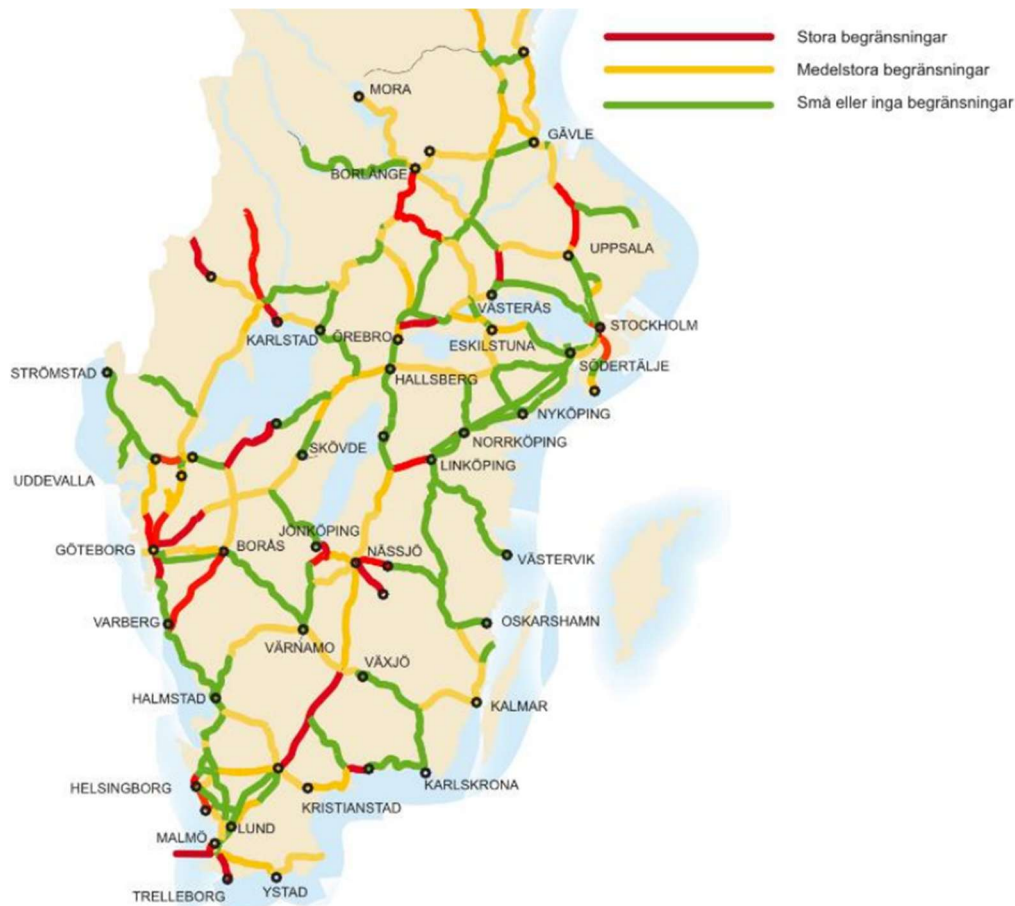 Stora begränsningar
Medelstora begränsningar
Små eller inga begränsningar
MORA
GÄVLE
BORLÄNGE
UPPSALA
VÄSTERÅS
STOCKHOLM
KARLSTAD
ÖREBRO
ESKILSTUNA
SÖDERTÄLJE
STRÖMSTAD
HALLSBERG
NYKÖPING
NORRKÖPING
SKÖVDE
LINKÖPING
UDDEVALLA
JÖNKÖPING
GÖTEBORG
BORÅS
NÄSSJÖ
VÄSTERVIK
VARBERG
OSKARSHAMN
VÄRNAMO
VÄXJÖ
HALMSTAD
KALMAR
HELSINGBORG
KARLSKRONA
KRISTIANSTAD
LUND
MALMÖ
TRELLEBORG
YSTAD